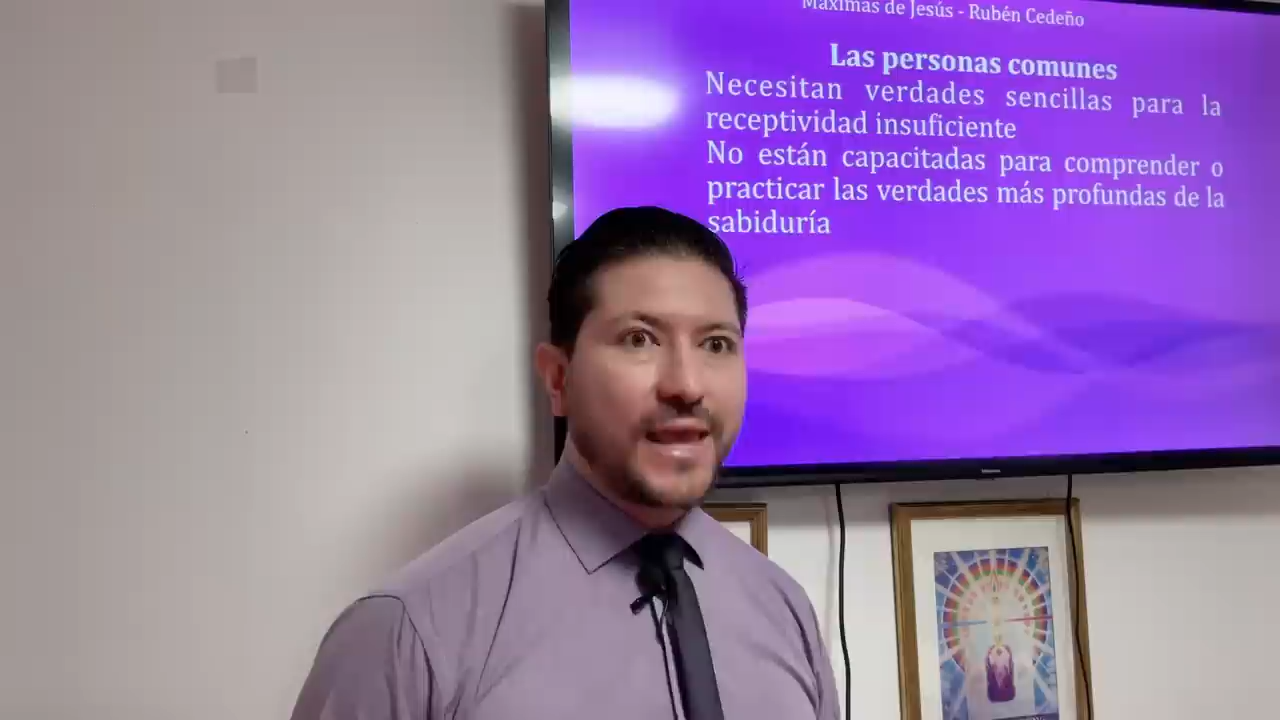 Máximas de Jesús - Rubén Cedeño
Las personas comunes
Necesitan verdades sencillas para la
receptividad insuficiente
No están capacitadas para comprender o
practicar las verdades más profundas de la
sabiduría